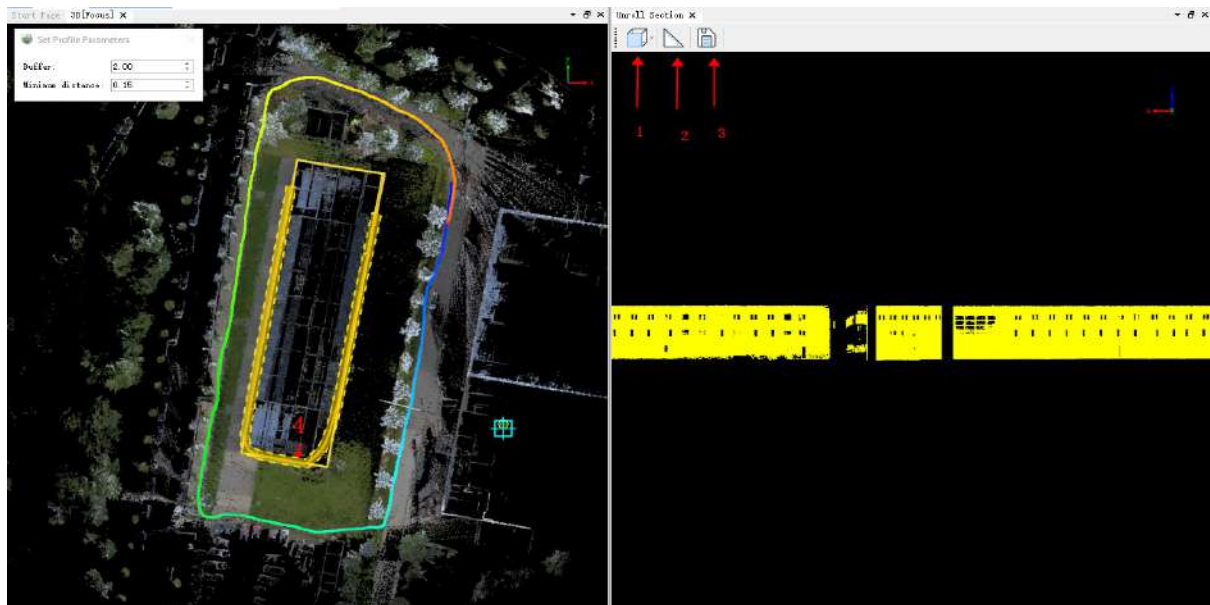 Start Page 3D[Focus] X
Set Profile Parameters
Buffer: 2.00
Minimum distance: 0.15
4
Unroll Section X
1 2 3